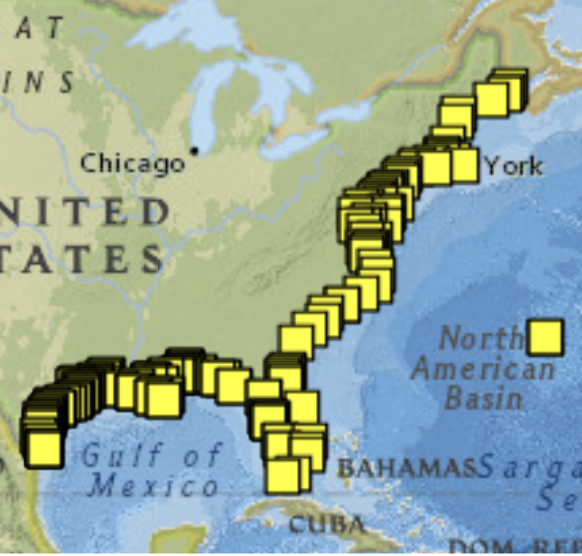 AT
INS
Chicago
York
NITED
TATES
North
American
Basin
Gulf of
Mexico
BAHAMAS
Sarga
Se
CUBA
DOM. REP.